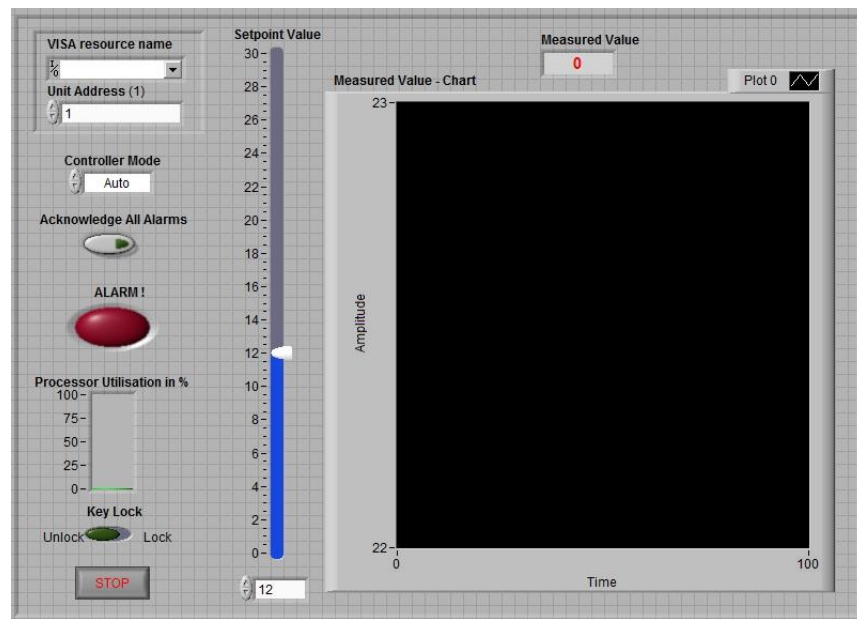 VISA resource name
I/O
Unit Address (1)
1
Controller Mode
Auto
Acknowledge All Alarms
ALARM !
Processor Utilisation in %
100
75
50
25
0
Key Lock
Unlock Lock
STOP
Setpoint Value
30
28
26
24
22
20
18
16
14
12
10
8
6
4
2
0
12
Measured Value
0
Measured Value - Chart
Plot 0
23
Amplitude
22
0 100
Time